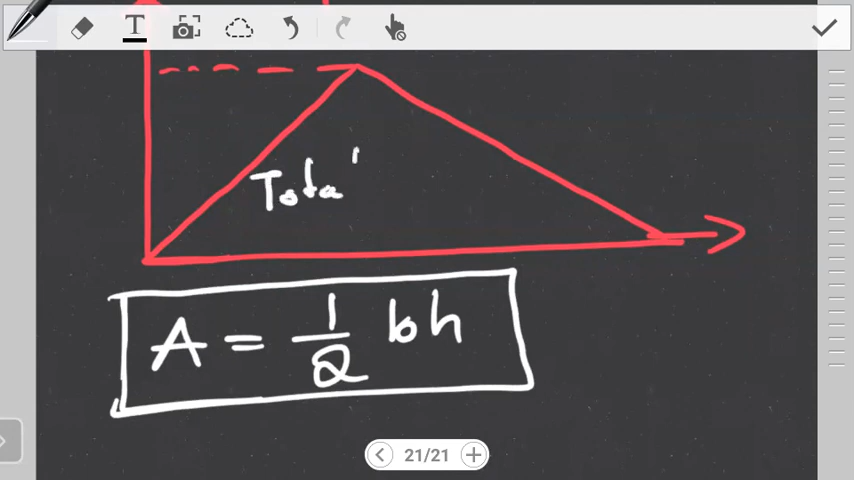 T
Tota'
A = 1/2 bh
21/21